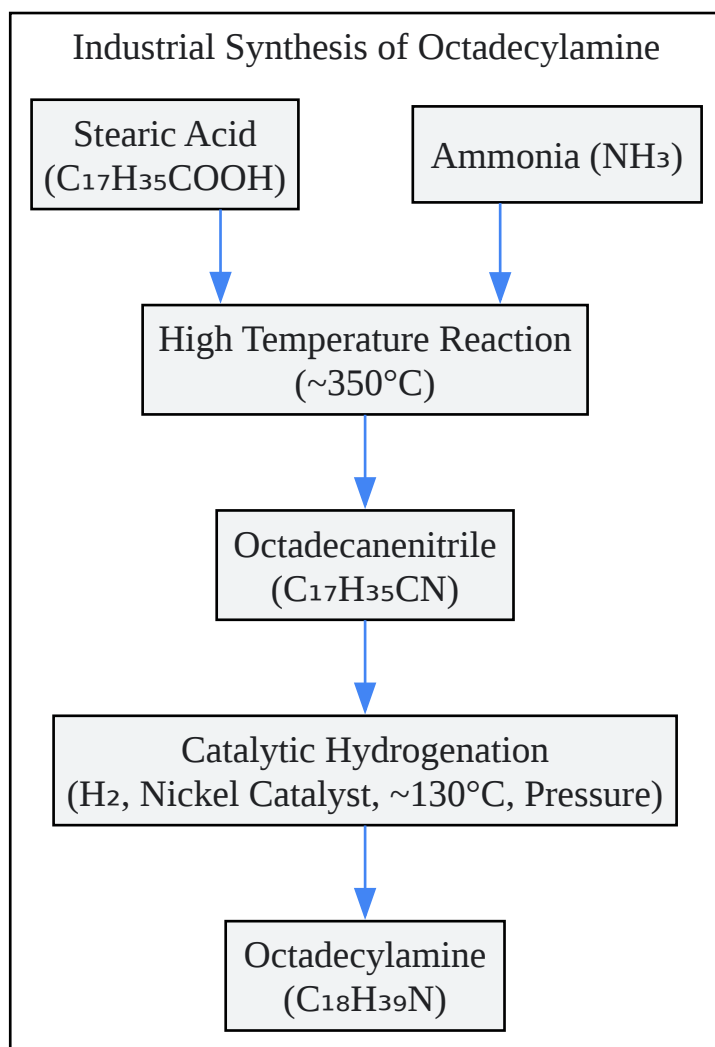 Industrial Synthesis of Octadecylamine
Stearic Acid
(C₁₇H₃₅COOH)
Ammonia (NH₃)
High Temperature Reaction
(~350°C)
Octadecanenitrile
(C₁₇H₃₅CN)
Catalytic Hydrogenation
(H₂, Nickel Catalyst, ~130°C, Pressure)
Octadecylamine
(C₁₈H₃₉N)